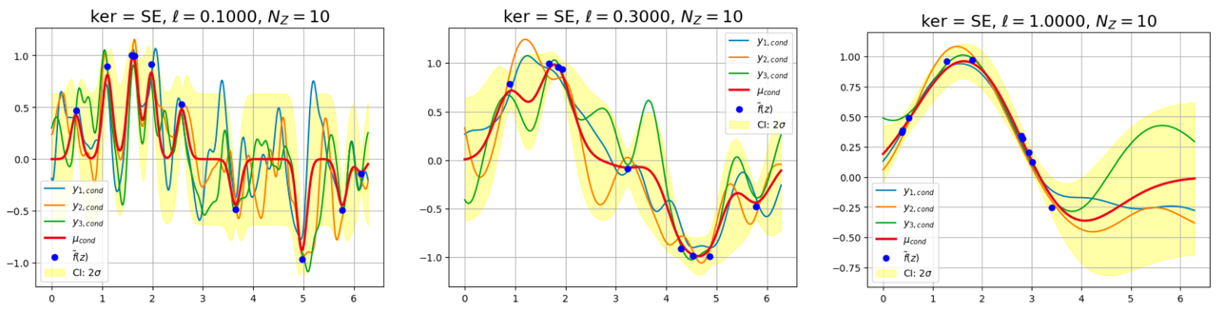 ker = SE, ℓ = 0.1000, N_Z = 10
1.0
0.5
0.0
−0.5
−1.0
y_{1,cond}
y_{2,cond}
y_{3,cond}
μ_{cond}
f̃(z)
CI: 2σ
0 1 2 3 4 5 6
ker = SE, ℓ = 0.3000, N_Z = 10
1.0
0.5
0.0
−0.5
−1.0
y_{1,cond}
y_{2,cond}
y_{3,cond}
μ_{cond}
f̃(z)
CI: 2σ
0 1 2 3 4 5 6
ker = SE, ℓ = 1.0000, N_Z = 10
1.00
0.75
0.50
0.25
0.00
−0.25
−0.50
−0.75
y_{1,cond}
y_{2,cond}
y_{3,cond}
μ_{cond}
f̃(z)
CI: 2σ
0 1 2 3 4 5 6